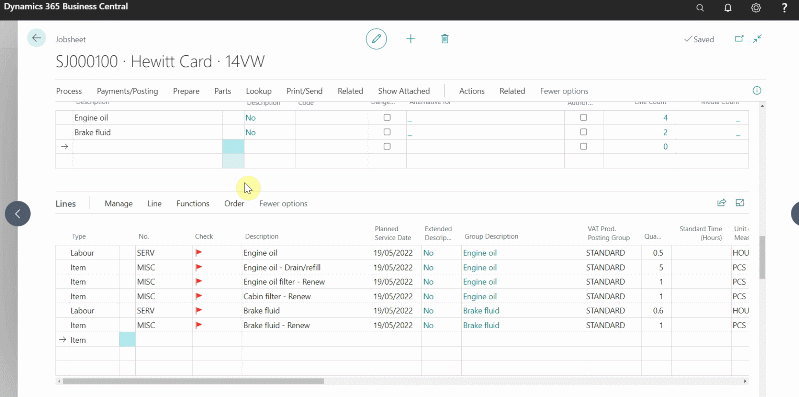 Dynamics 365 Business Central
?
Jobsheet
Saved
SJ000100 · Hewitt Card · 14VW
Process Payments/Posting Prepare Parts Lookup Print/Send Related Show Attached Actions Related Fewer options
Description Description Code Dange... Alternative for Author... Line Count Media Count
Engine oil No _ 4 _
Brake fluid No _ 2 _
0
Lines Manage Line Functions Order Fewer options
Type No. Check Description Planned Service Date Extended Descrip... Group Description VAT Prod. Posting Group Qua... Standard Time (Hours) Unit Meas
Labour SERV Engine oil 19/05/2022 No Engine oil STANDARD 0.5 HOU
Item MISC Engine oil - Drain/refill 19/05/2022 No Engine oil STANDARD 5 PCS
Item MISC Engine oil filter - Renew 19/05/2022 No Engine oil STANDARD 1 PCS
Item MISC Cabin filter - Renew 19/05/2022 No Engine oil STANDARD 1 PCS
Labour SERV Brake fluid 19/05/2022 No Brake fluid STANDARD 0.6 HOU
Item MISC Brake fluid - Renew 19/05/2022 No Brake fluid STANDARD 1 PCS
Item